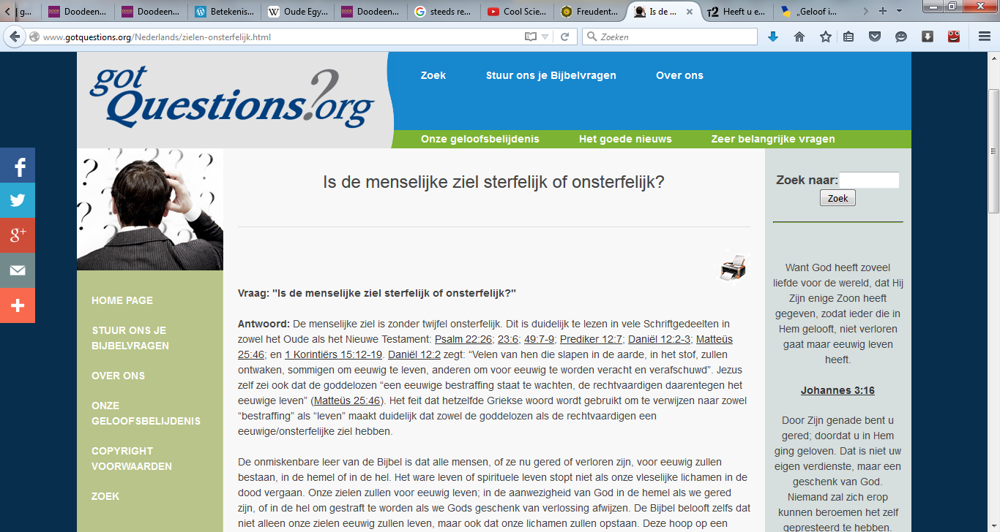 g...
Doodeen...
Doodeen...
Betekenis...
Oude Egy...
Doodeen...
steeds re...
Cool Scie...
Freudent...
Is de ...
Heeft u e...
„Geloof i...
www.gotquestions.org/Nederlands/zielen-onsterfelijk.html
Zoeken
got
Questions?.org
Zoek Stuur ons je Bijbelvragen Over ons
Onze geloofsbelijdenis Het goede nieuws Zeer belangrijke vragen
HOME PAGE
STUUR ONS JE
BIJBELVRAGEN
OVER ONS
ONZE
GELOOFSBELIJDENIS
COPYRIGHT
VOORWAARDEN
ZOEK
Is de menselijke ziel sterfelijk of onsterfelijk?
Vraag: "Is de menselijke ziel sterfelijk of onsterfelijk?"
Antwoord: De menselijke ziel is zonder twijfel onsterfelijk. Dit is duidelijk te lezen in vele Schriftgedeelten in
zowel het Oude als het Nieuwe Testament: Psalm 22:26; 23:6; 49:7-9; Prediker 12:7; Daniël 12:2-3; Matteüs
25:46; en 1 Korintiërs 15:12-19. Daniël 12:2 zegt: “Velen van hen die slapen in de aarde, in het stof, zullen
ontwaken, sommigen om eeuwig te leven, anderen om voor eeuwig te worden veracht en verafschuwd”. Jezus
zelf zei ook dat de goddelozen “een eeuwige bestraffing staat te wachten, de rechtvaardigen daarentegen het
eeuwige leven” (Matteüs 25:46). Het feit dat hetzelfde Griekse woord wordt gebruikt om te verwijzen naar zowel
“bestraffing” als “leven” maakt duidelijk dat zowel de goddelozen als de rechtvaardigen een
eeuwige/onsterfelijke ziel hebben.
De onmiskenbare leer van de Bijbel is dat alle mensen, of ze nu gered of verloren zijn, voor eeuwig zullen
bestaan, in de hemel of in de hel. Het ware leven of spirituele leven stopt niet als onze vleselijke lichamen in de
dood vergaan. Onze zielen zullen voor eeuwig leven; in de aanwezigheid van God in de hemel als we gered
zijn, of in de hel om gestraft te worden als we Gods geschenk van verlossing afwijzen. De Bijbel belooft zelfs dat
niet alleen onze zielen eeuwig zullen leven, maar ook dat onze lichamen zullen opstaan. Deze hoop op een
Zoek naar:
Zoek
Want God heeft zoveel
liefde voor de wereld, dat Hij
Zijn enige Zoon heeft
gegeven, zodat ieder die in
Hem gelooft, niet verloren
gaat maar eeuwig leven
heeft.
Johannes 3:16
Door Zijn genade bent u
gered; doordat u in Hem
ging geloven. Dat is niet uw
eigen verdienste, maar een
geschenk van God.
Niemand zal zich erop
kunnen beroemen het zelf
gepresteerd te hebben.